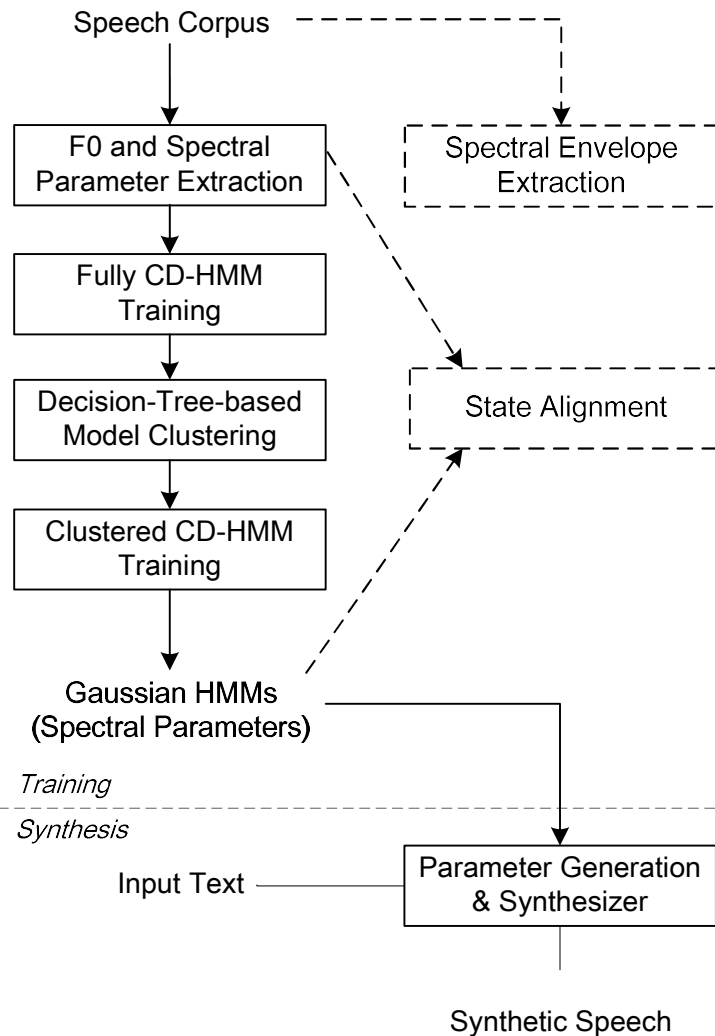 Speech Corpus
F0 and Spectral
Parameter Extraction
Spectral Envelope
Extraction
Fully CD-HMM
Training
Decision-Tree-based
Model Clustering
State Alignment
Clustered CD-HMM
Training
Gaussian HMMs
(Spectral Parameters)
Training
Synthesis
Input Text
Parameter Generation
& Synthesizer
Synthetic Speech